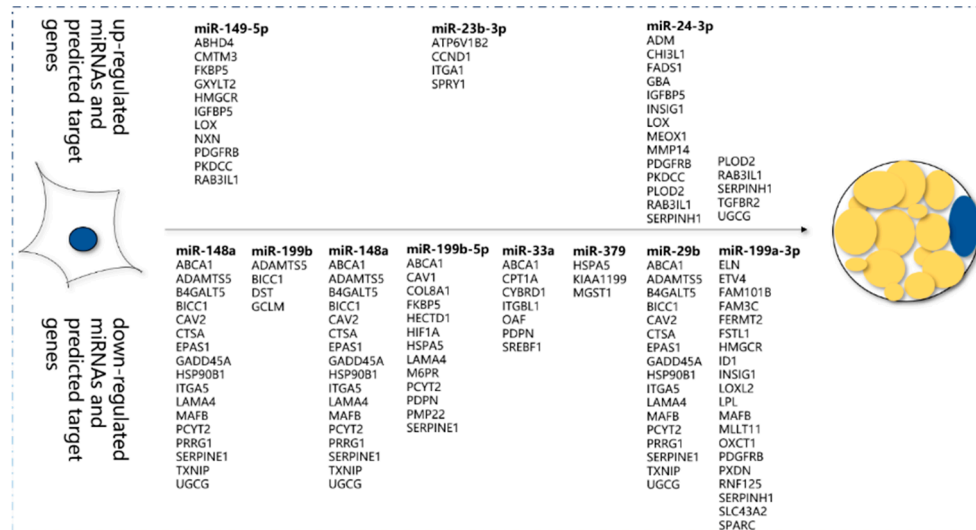 up-regulated
miRNAs and
predicted target
genes
miR-149-5p
ABHD4
CMTM3
FKBP5
GXYLT2
HMGCR
IGFBP5
LOX
NXN
PDGFRB
PKDCC
RAB3IL1
miR-23b-3p
ATP6V1B2
CCND1
ITGA1
SPRY1
miR-24-3p
ADM
CHI3L1
FADS1
GBA
IGFBP5
INSIG1
LOX
MEOX1
MMP14
PDGFRB
PKDCC
PLOD2
RAB3IL1
SERPINH1
PLOD2
RAB3IL1
SERPINH1
TGFBR2
UGCG
down-regulated
miRNAs and
predicted target
genes
miR-148a
ABCA1
ADAMTS5
B4GALT5
BICC1
CAV2
CTSA
EPAS1
GADD45A
HSP90B1
ITGA5
LAMA4
MAFB
PCYT2
PRRG1
SERPINE1
TXNIP
UGCG
miR-199b
ADAMTS5
BICC1
DST
GCLM
miR-148a
ABCA1
ADAMTS5
B4GALT5
BICC1
CAV2
CTSA
EPAS1
GADD45A
HSP90B1
ITGA5
LAMA4
MAFB
PCYT2
PRRG1
SERPINE1
TXNIP
UGCG
miR-199b-5p
ABCA1
CAV1
COL8A1
FKBP5
HECTD1
HIF1A
HSPA5
LAMA4
M6PR
PCYT2
PDPN
PMP22
SERPINE1
miR-33a
ABCA1
CPT1A
CYBRD1
ITGBL1
OAF
PDPN
SREBF1
miR-379
HSPA5
KIAA1199
MGST1
miR-29b
ABCA1
ADAMTS5
B4GALT5
BICC1
CAV2
CTSA
EPAS1
GADD45A
HSP90B1
ITGA5
LAMA4
MAFB
PCYT2
PRRG1
SERPINE1
TXNIP
UGCG
miR-199a-3p
ELN
ETV4
FAM101B
FAM3C
FERMT2
FSTL1
HMGCR
ID1
INSIG1
LOXL2
LPL
MAFB
MLLT11
OXCT1
PDGFRB
PXDN
RNF125
SERPINH1
SLC43A2
SPARC